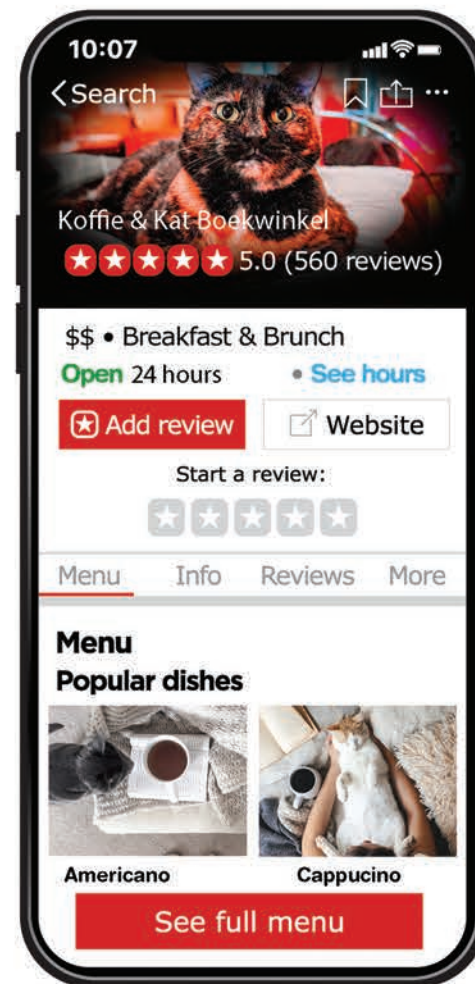 10:07
Search
Koffie & Kat Boekwinkel
5.0 (560 reviews)
$$ • Breakfast & Brunch
Open 24 hours • See hours
Add review
Website
Start a review:
Menu Info Reviews More
Menu
Popular dishes
Americano Cappucino
See full menu